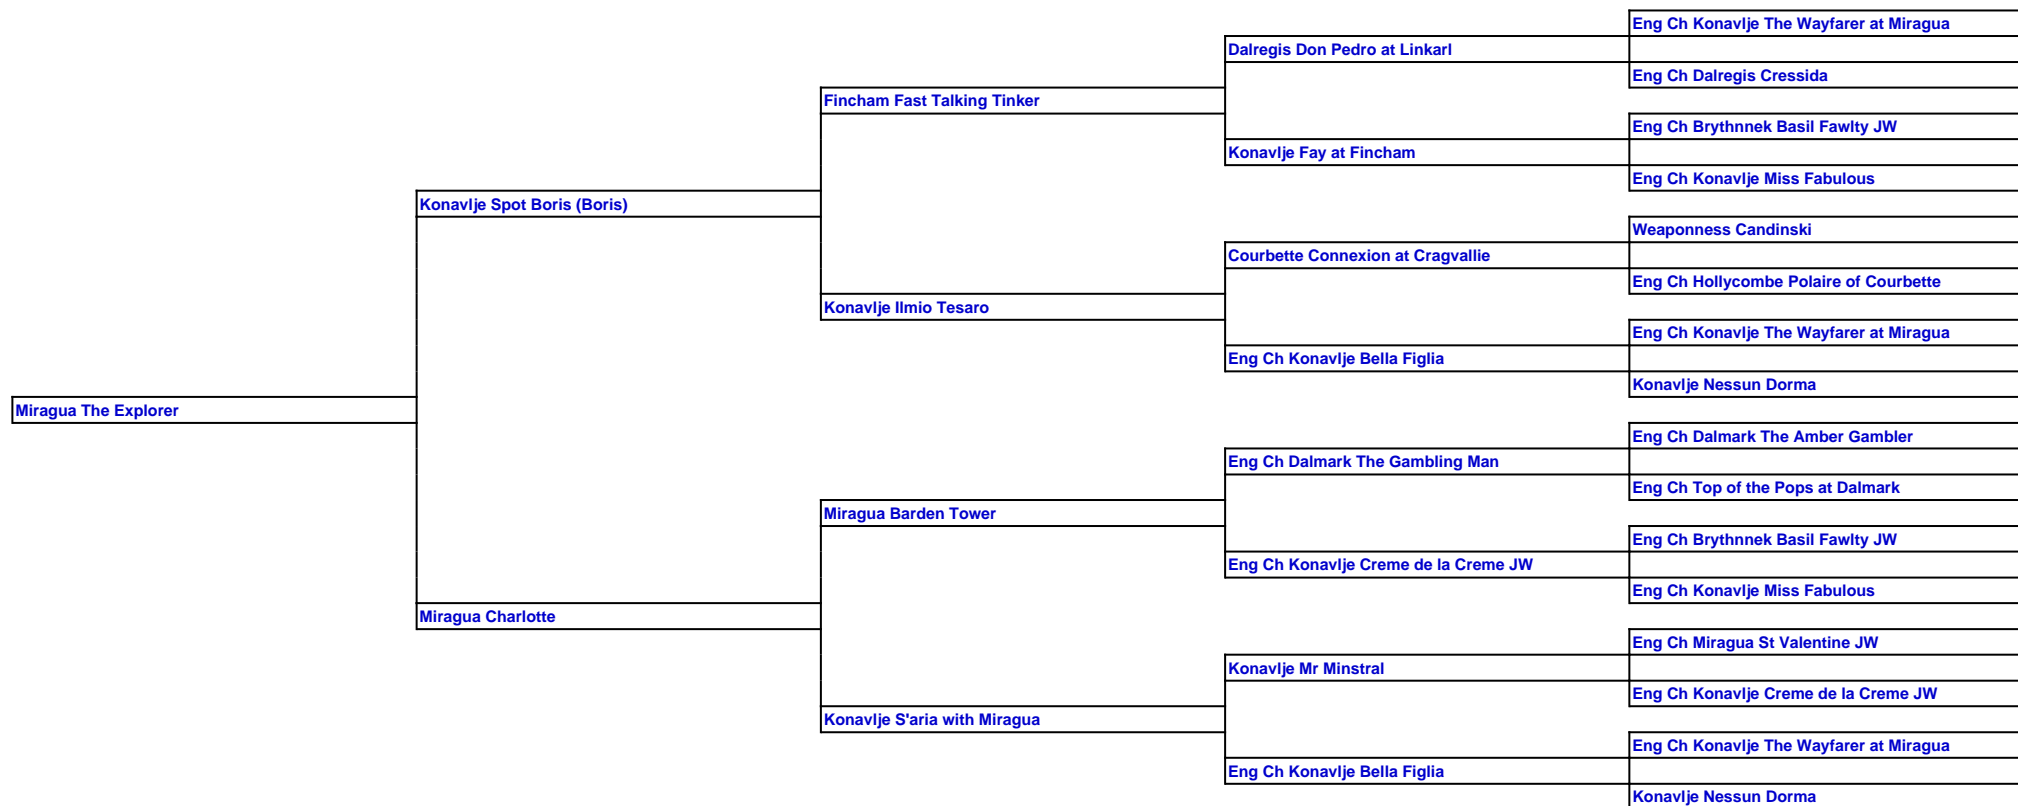 Eng Ch Konavlje The Wayfarer at Miragua
Dalregis Don Pedro at Linkarl
Eng Ch Dalregis Cressida
Fincham Fast Talking Tinker
Eng Ch Brythnnek Basil Fawlty JW
Konavlje Fay at Fincham
Eng Ch Konavlje Miss Fabulous
Konavlje Spot Boris (Boris)
Weaponness Candinski
Courbette Connexion at Cragvallie
Eng Ch Hollycombe Polaire of Courbette
Konavlje Ilmio Tesaro
Eng Ch Konavlje The Wayfarer at Miragua
Eng Ch Konavlje Bella Figlia
Konavlje Nessun Dorma
Miragua The Explorer
Eng Ch Dalmark The Amber Gambler
Eng Ch Dalmark The Gambling Man
Eng Ch Top of the Pops at Dalmark
Miragua Barden Tower
Eng Ch Brythnnek Basil Fawlty JW
Eng Ch Konavlje Creme de la Creme JW
Eng Ch Konavlje Miss Fabulous
Miragua Charlotte
Eng Ch Miragua St Valentine JW
Konavlje Mr Minstral
Eng Ch Konavlje Creme de la Creme JW
Konavlje S'aria with Miragua
Eng Ch Konavlje The Wayfarer at Miragua
Eng Ch Konavlje Bella Figlia
Konavlje Nessun Dorma